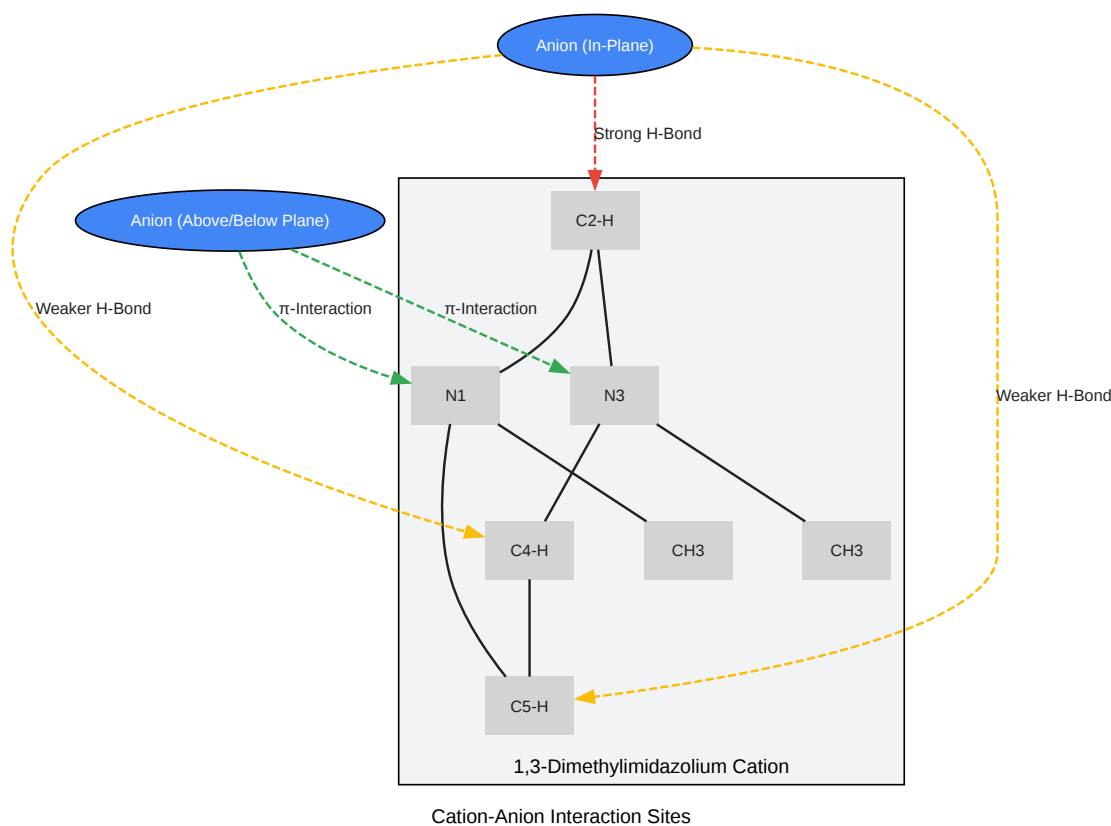 Anion (In-Plane)
Strong H-Bond
C2-H
Anion (Above/Below Plane)
Weaker H-Bond
π-Interaction
π-Interaction
N1
N3
Weaker H-Bond
C4-H
CH3
CH3
C5-H
1,3-Dimethylimidazolium Cation
Cation-Anion Interaction Sites